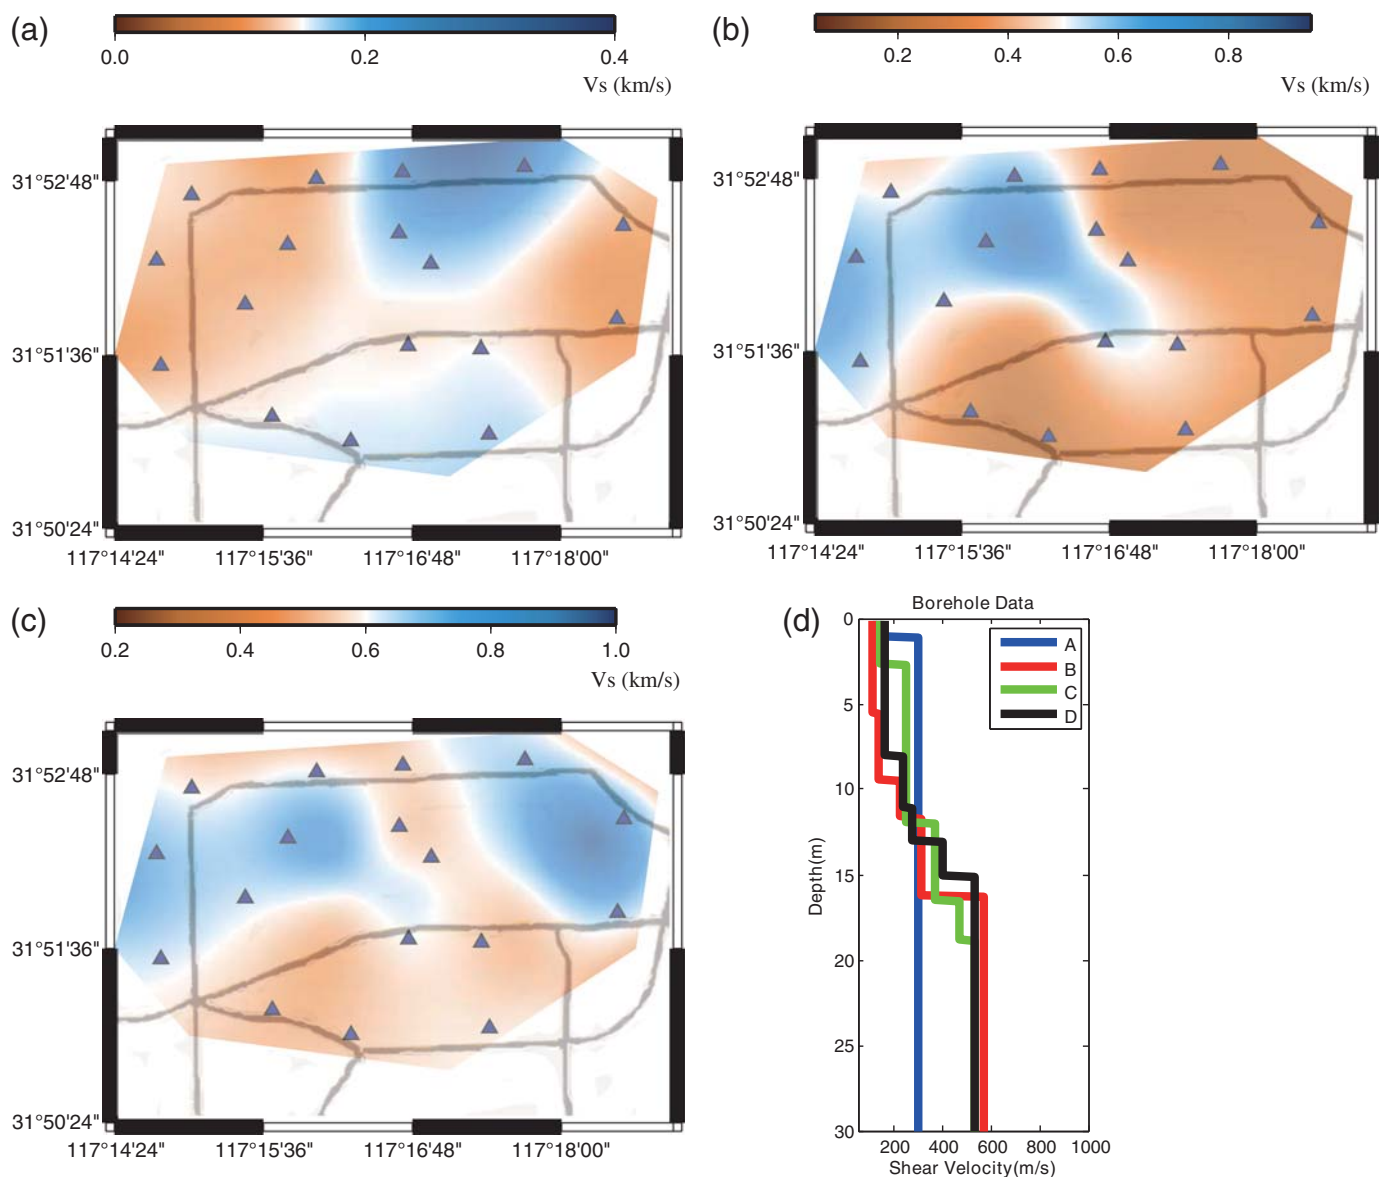 (a)
0.0 0.2 0.4
Vs (km/s)
31°52'48"
31°51'36"
31°50'24"
117°14'24" 117°15'36" 117°16'48" 117°18'00"
(b)
0.2 0.4 0.6 0.8
Vs (km/s)
31°52'48"
31°51'36"
31°50'24"
117°14'24" 117°15'36" 117°16'48" 117°18'00"
(c)
0.2 0.4 0.6 0.8 1.0
Vs (km/s)
31°52'48"
31°51'36"
31°50'24"
117°14'24" 117°15'36" 117°16'48" 117°18'00"
(d)
Borehole Data
A
B
C
D
0
5
10
15
20
25
30
Depth(m)
200 400 600 800 1000
Shear Velocity(m/s)